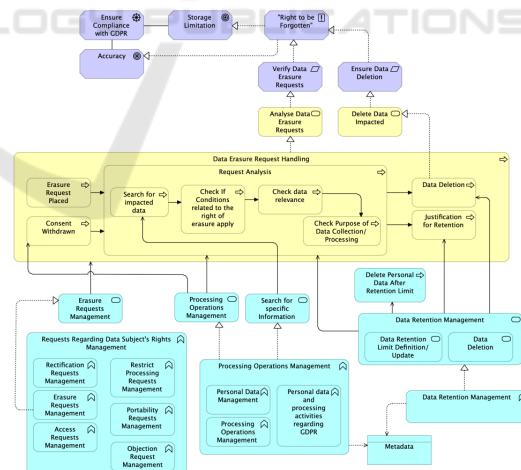 LOGY PUBLICATIONS
Ensure
Compliance
with GDPR
Storage
Limitation
"Right to be
Forgotten"
Accuracy
Verify Data
Erasure
Requests
Ensure Data
Deletion
Analyse Data
Erasure
Requests
Delete Data
Impacted
Data Erasure Request Handling
Request Analysis
Erasure
Request
Placed
Search for
impacted
data
Check If
Conditions
related to the
right of
erasure apply
Check data
relevance
Data Deletion
Consent
Withdrawn
Check Purpose of
Data Collection/
Processing
Justification
for Retention
Delete Personal
Data After
Retention Limit
Erasure
Requests
Management
Processing
Operations
Management
Search for
specific
Information
Data Retention Management
Data Retention
Limit Definition/
Update
Data
Deletion
Requests Regarding Data Subject's Rights
Management
Rectification
Requests
Management
Restrict
Processing
Requests
Management
Erasure
Requests
Management
Portability
Requests
Management
Access
Requests
Management
Objection
Request
Management
Processing Operations Management
Personal Data
Management
Personal data
and
processing
activities
regarding
GDPR
Processing
Operations
Management
Data Retention Management
Metadata